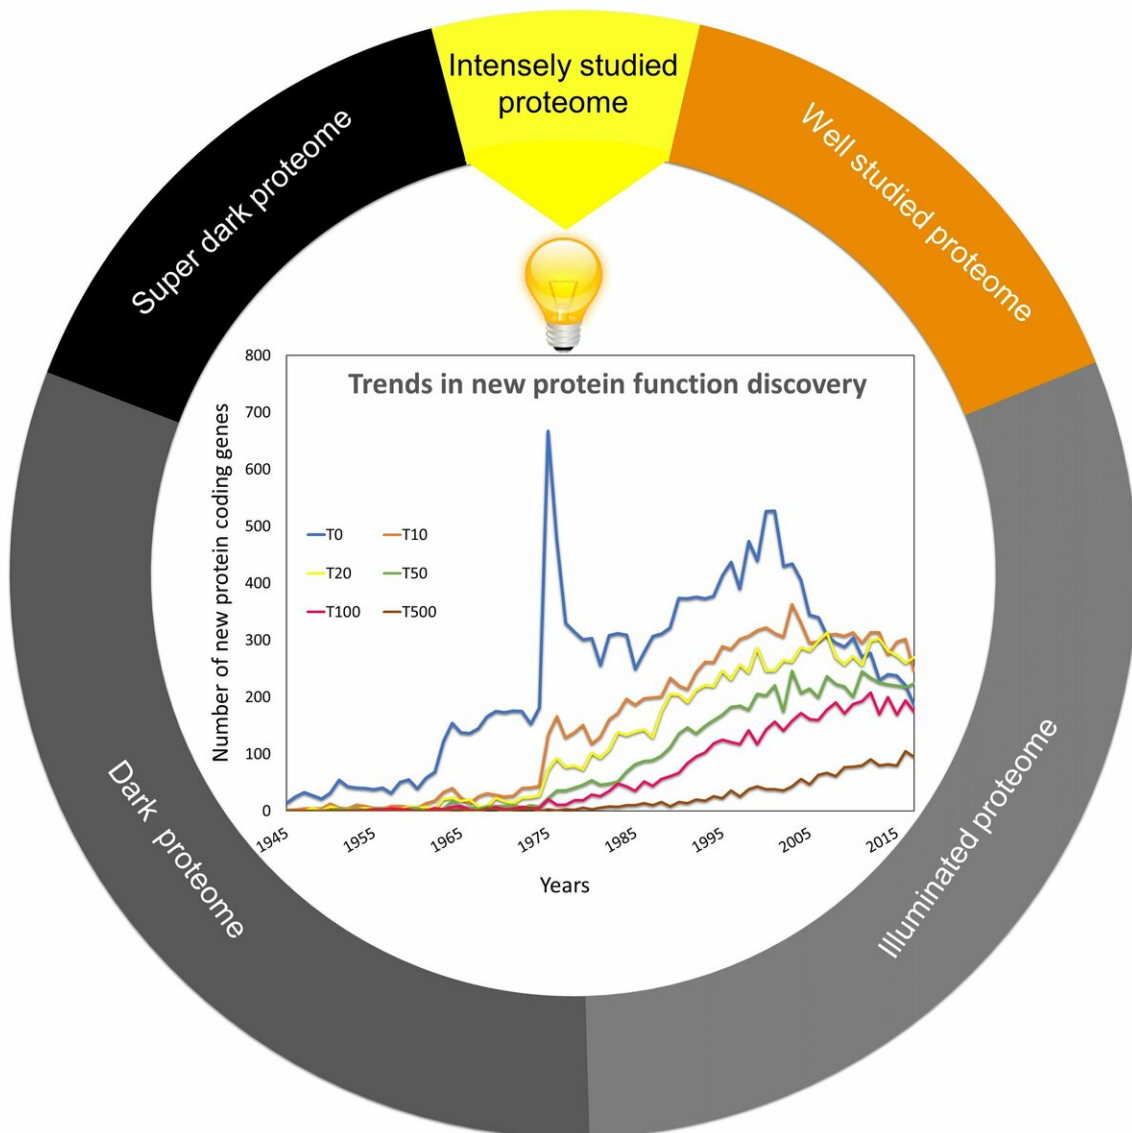 Intensely studied
proteome
Well studied proteome
Super dark proteome
Trends in new protein function discovery
Number of new protein coding genes
800
700
600
500
400
300
200
100
0
T0
T10
T20
T50
T100
T500
1945
1955
1965
1975
1985
1995
2005
2015
Years
Dark proteome
Illuminated proteome